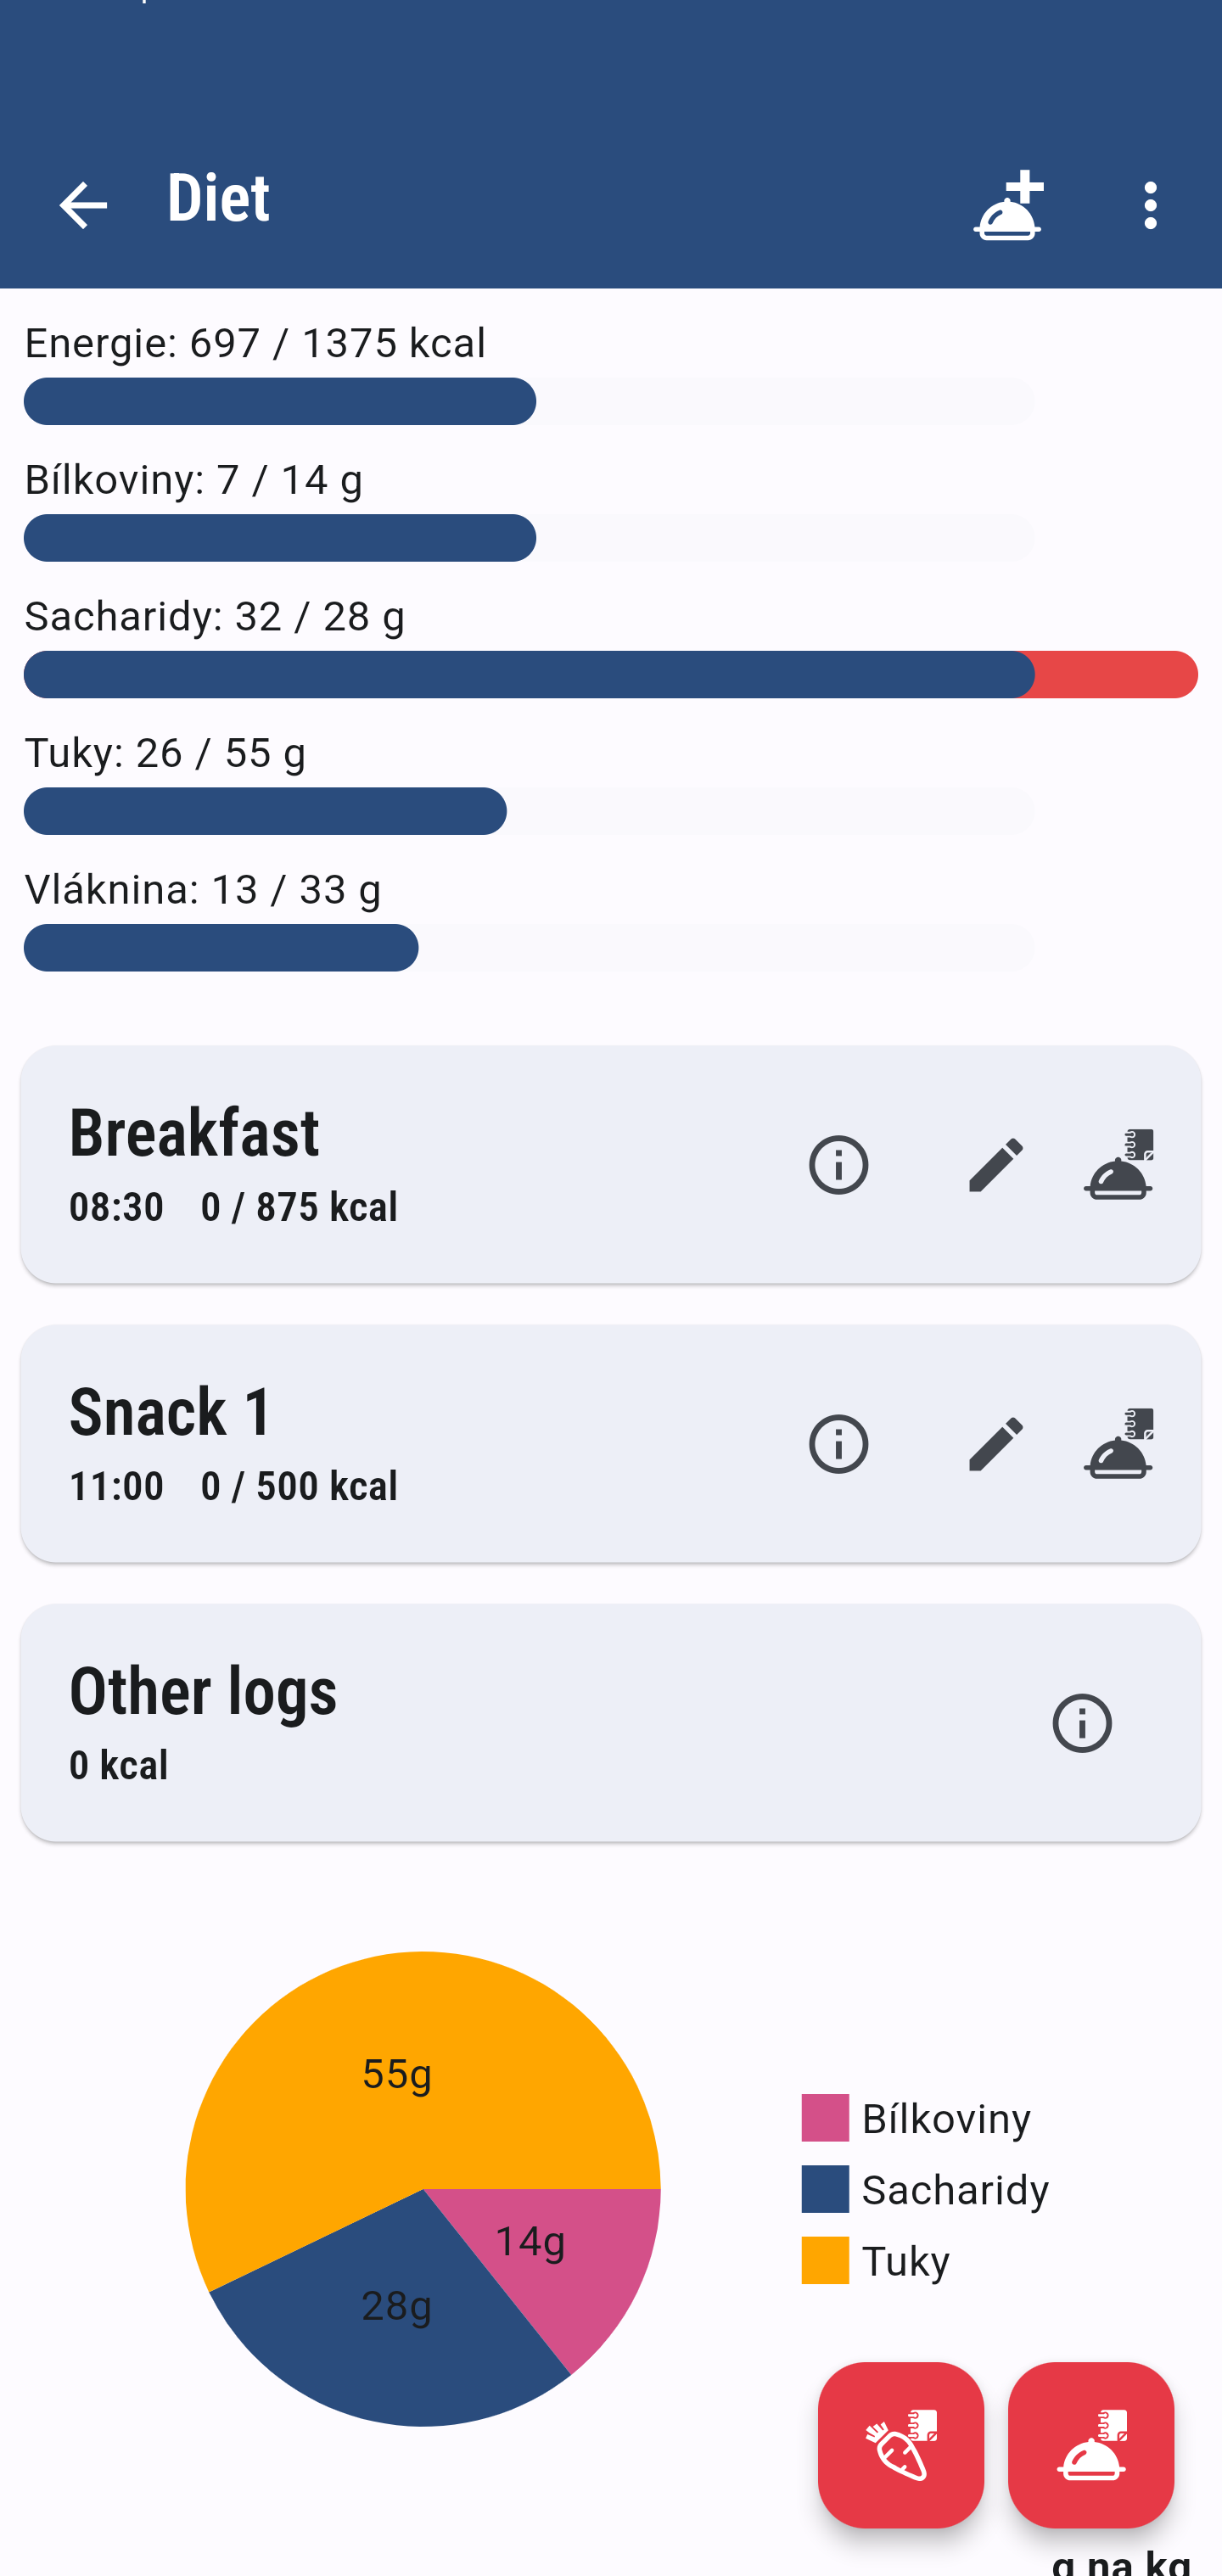 Diet
Energie: 697 / 1375 kcal
Bílkoviny: 7 / 14 g
Sacharidy: 32 / 28 g
Tuky: 26 / 55 g
Vláknina: 13 / 33 g
Breakfast
08:30 0 / 875 kcal
Snack 1
11:00 0 / 500 kcal
Other logs
0 kcal
55g
14g
28g
Bílkoviny
Sacharidy
Tuky
g na kg